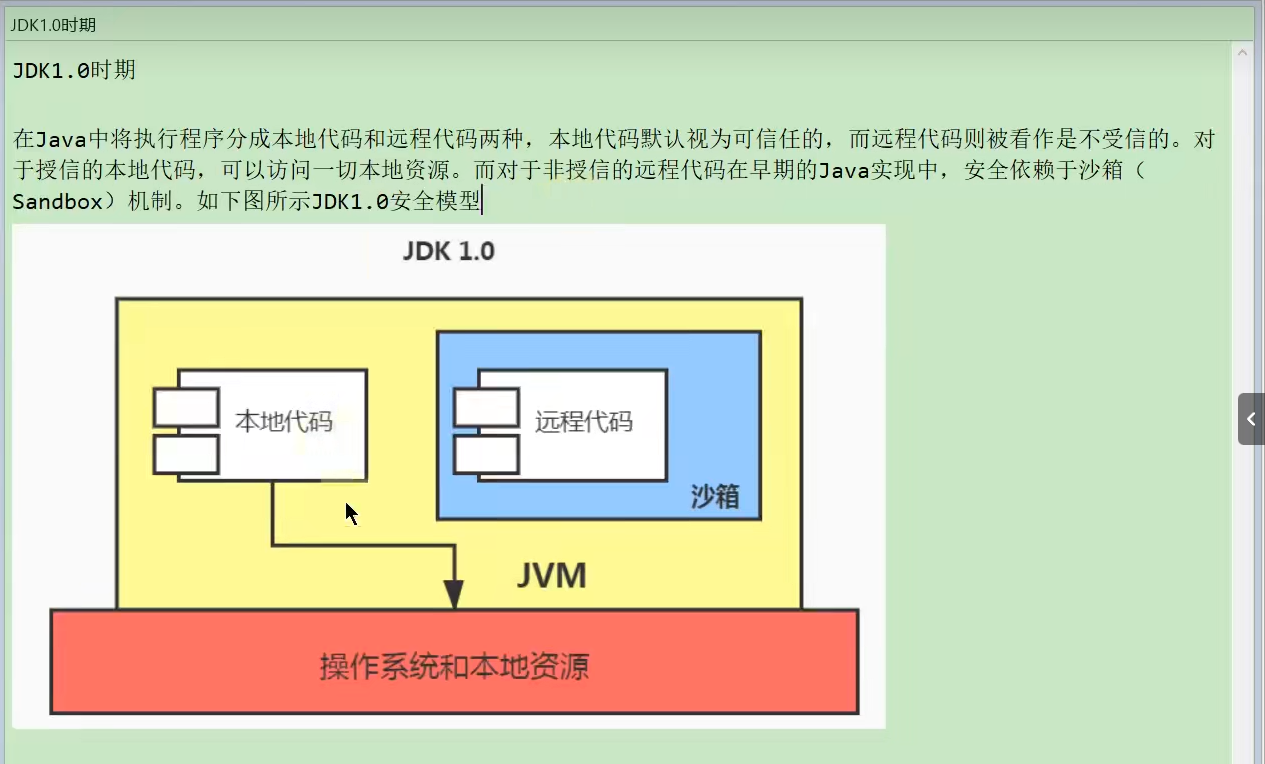 JDK1.0时期
JDK1.0时期
在Java中将执行程序分成本地代码和远程代码两种，本地代码默认视为可信任的，而远程代码则被看作是不受信的。对
于授信的本地代码，可以访问一切本地资源。而对于非授信的远程代码在早期的Java实现中，安全依赖于沙箱（
Sandbox）机制。如下图所示JDK1.0安全模型
JDK 1.0
本地代码
远程代码
沙箱
JVM
操作系统和本地资源